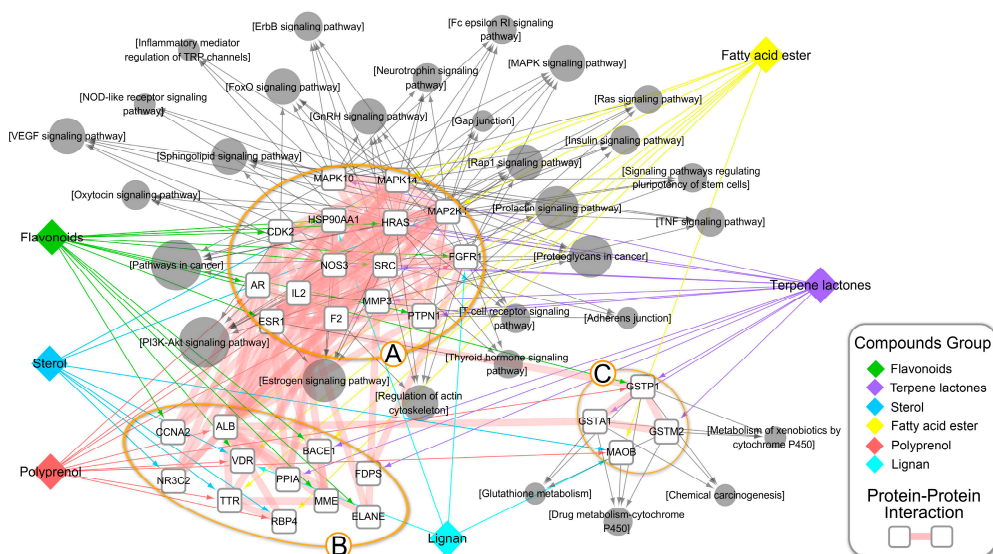 [ErbB signaling pathway]
[Fc epsilon RI signaling
pathway]
[Inflammatory mediator
regulation of TRP channels]
Fatty acid ester
[MAPK signaling pathway]
[Neurotrophin signaling
pathway]
[FoxO signaling pathway]
[NOD-like receptor signaling
pathway]
[Ras signaling pathway]
[GnRH signaling pathway]
[Gap junction]
[VEGF signaling pathway]
[Insulin signaling pathway]
[Sphingolipid signaling pathway]
[Rap1 signaling pathway]
[Signaling pathways regulating
pluripotency of stem cells]
MAPK10
MAPK14
[Oxytocin signaling pathway]
[Prolactin signaling pathway]
MAP2K1
HSP90AA1
HRAS
[TNF signaling pathway]
CDK2
Flavonoids
[Pathways in cancer]
NOS3
SRC
FGFR1
[Proteoglycans in cancer]
AR
IL2
MMP3
Terpene lactones
ESR1
F2
PTPN1
[T-cell receptor signaling
pathway]
[Adherens junction]
[PI3K-Akt signaling pathway]
A
[Thyroid hormone signaling
pathway]
Sterol
[Estrogen signaling pathway]
[Regulation of actin
cytoskeleton]
C
GSTP1
GSTA1
GSTM2
[Metabolism of xenobiotics by
cytochrome P450]
MAOB
CCNA2
ALB
BACE1
VDR
Polyprenol
NR3C2
PPIA
FDPS
TTR
MME
RBP4
ELANE
B
Lignan
[Glutathione metabolism]
[Chemical carcinogenesis]
[Drug metabolism-cytochrome
P450]
Compounds Group
Flavonoids
Terpene lactones
Sterol
Fatty acid ester
Polyprenol
Lignan
Protein-Protein
Interaction